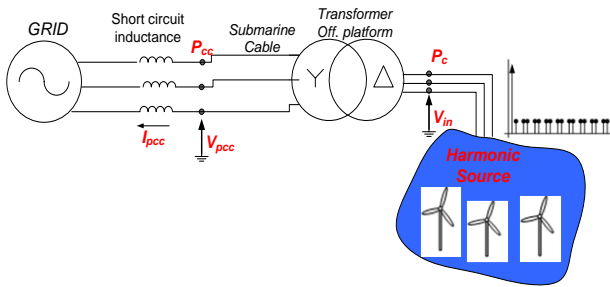 GRID
Short circuit
inductance
Submarine
Cable
Transformer
Off. platform
Pcc
Pc
Y
Δ
Ipcc
Vpcc
Vin
Harmonic
Source